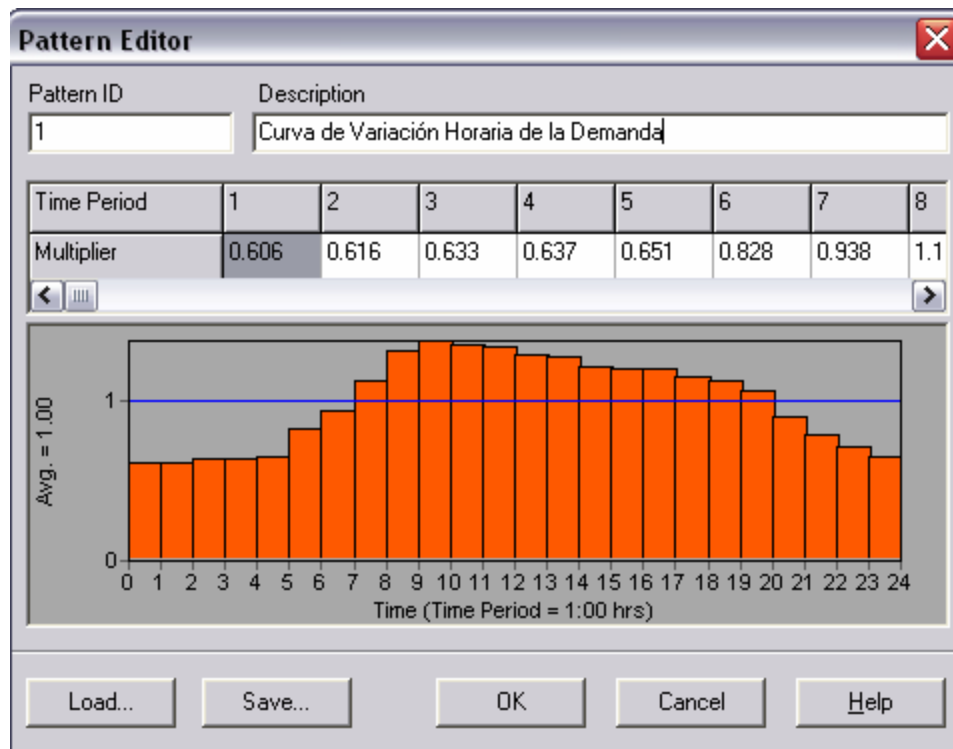 Pattern Editor
Pattern ID
Description
1
Curva de Variación Horaria de la Demanda
Time Period 1 2 3 4 5 6 7 8
Multiplier 0.606 0.616 0.633 0.637 0.651 0.828 0.938 1.1
Avg. = 1.00
1
0
0 1 2 3 4 5 6 7 8 9 10 11 12 13 14 15 16 17 18 19 20 21 22 23 24
Time (Time Period = 1:00 hrs)
Load... Save... OK Cancel Help